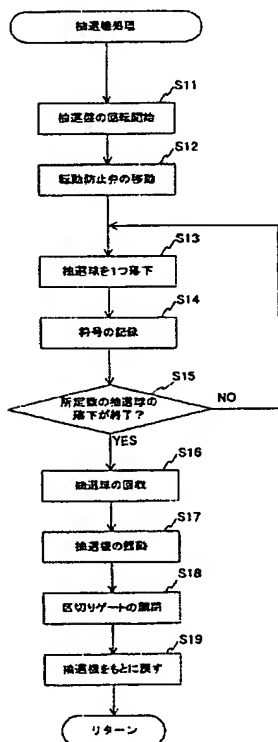 抽選機処理
S11
抽選盤の回転開始
S12
転動防止弁の移動
S13
抽選球を1つ落下
S14
符号の記録
S15
所定数の抽選球の
落下が終了?
NO
YES
S16
抽選球の回収
S17
抽選機の揺動
S18
区切りゲートの開閉
S19
抽選機をもとに戻す
リターン